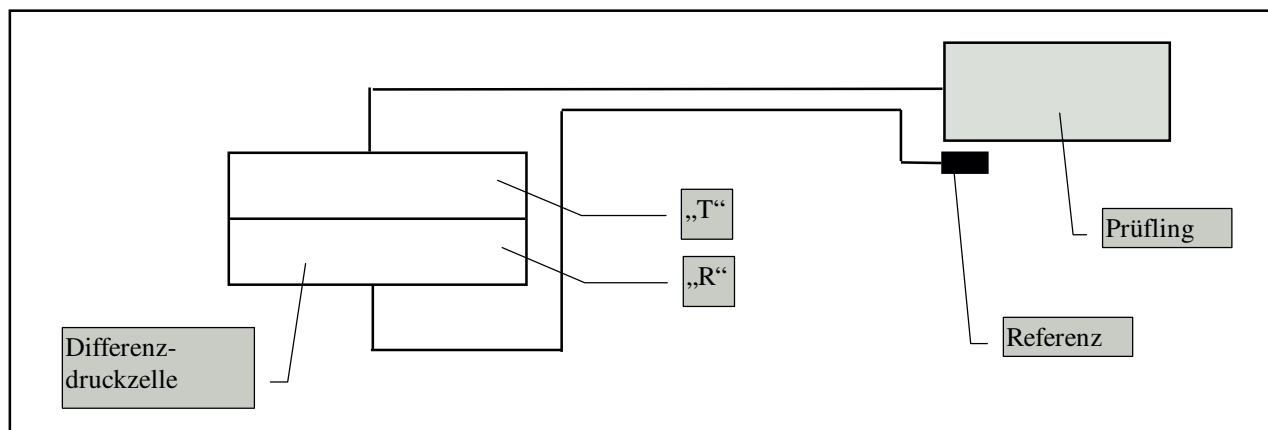 „T“
„R“
Prüfling
Referenz
Differenz-
druckzelle